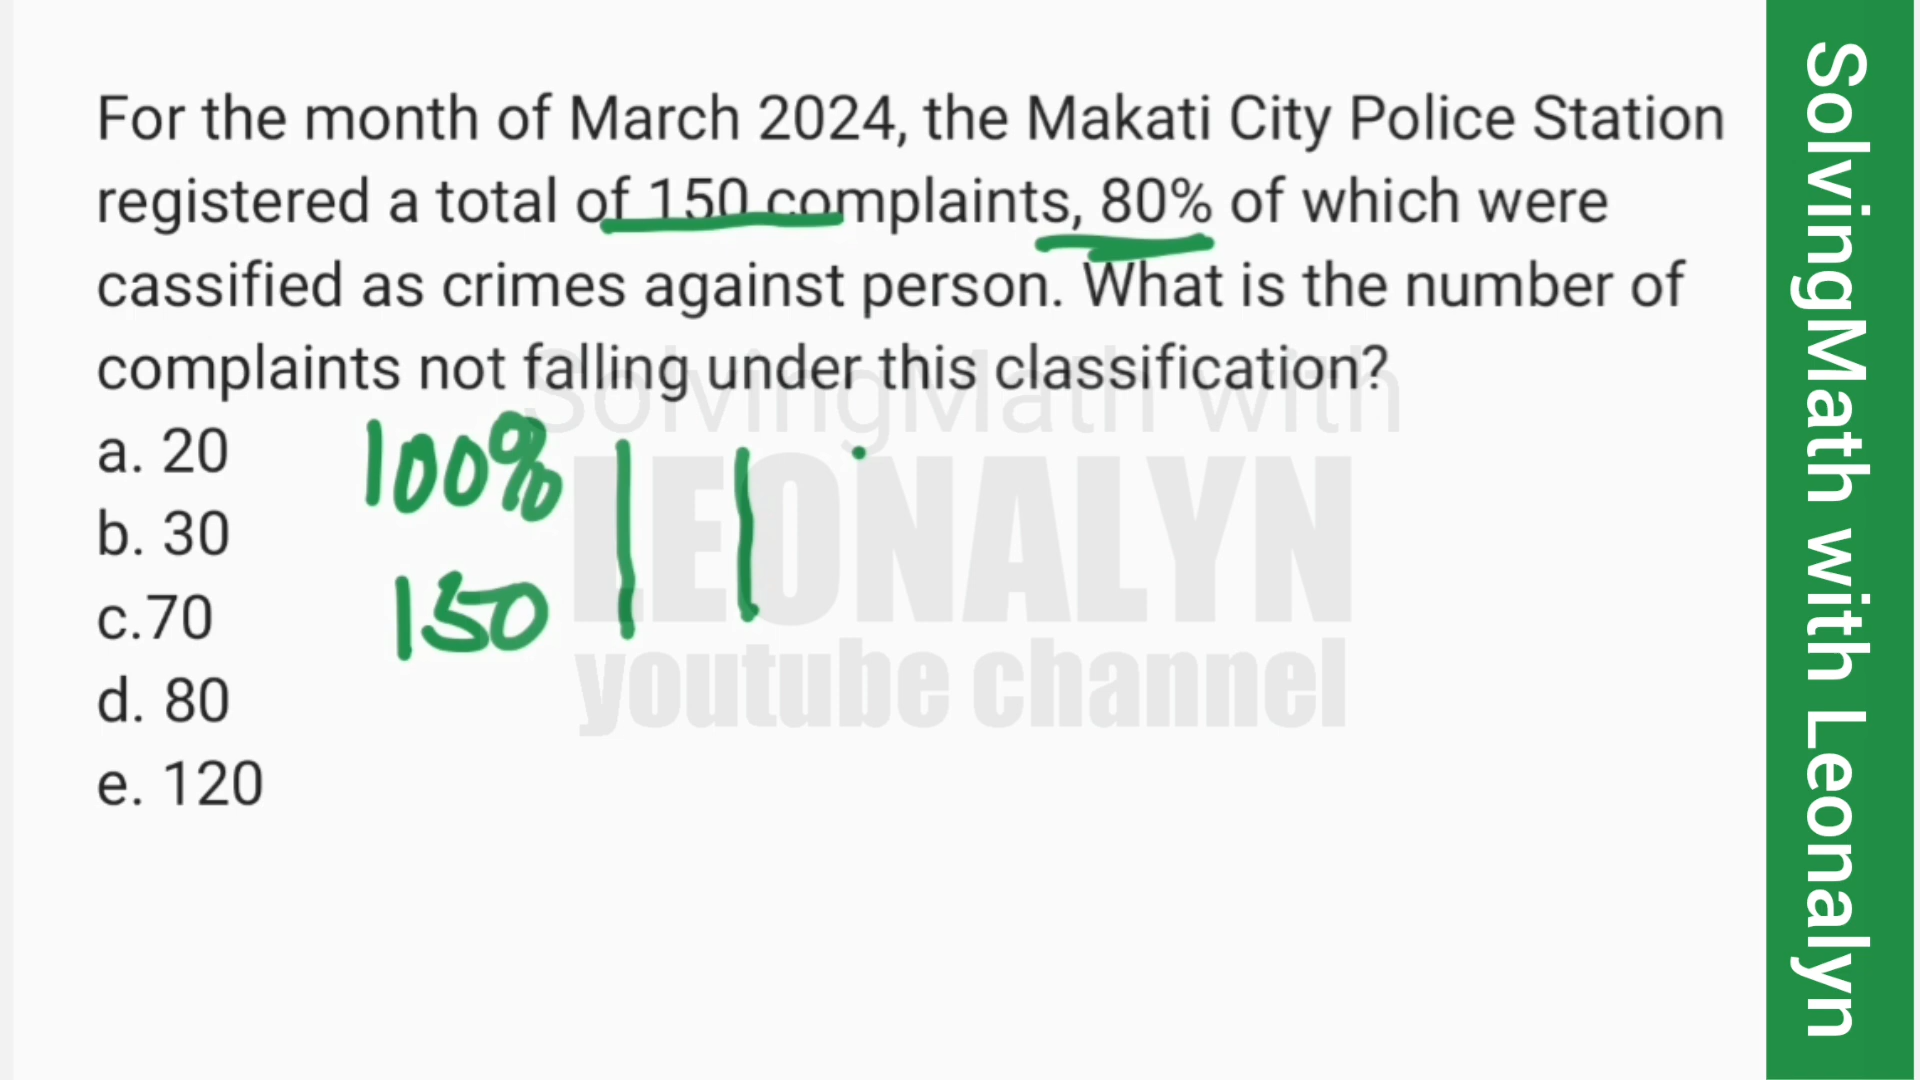 For the month of March 2024, the Makati City Police Station
registered a total of 150 complaints, 80% of which were
cassified as crimes against person. What is the number of
complaints not falling under this classification?
a. 20
b. 30
c.70
d. 80
e. 120
100%
150
SolvingMath with
LEONALYN
youtube channel
SolvingMath with Leonalyn